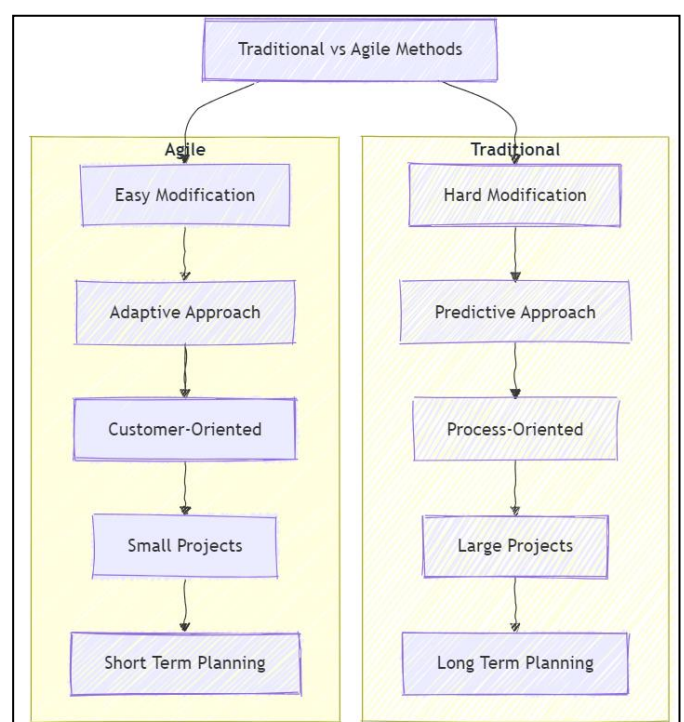 Traditional vs Agile Methods
Agile
Easy Modification
Adaptive Approach
Customer-Oriented
Small Projects
Short Term Planning
Traditional
Hard Modification
Predictive Approach
Process-Oriented
Large Projects
Long Term Planning